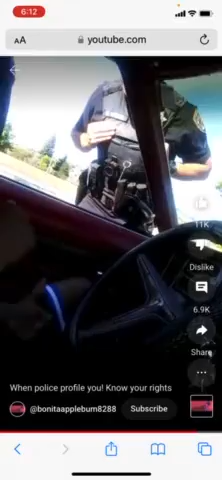 6:12
AA
youtube.com
11K
Dislike
6.9K
Share
When police profile you! Know your rights
@bonitaapplebum8288
Subscribe